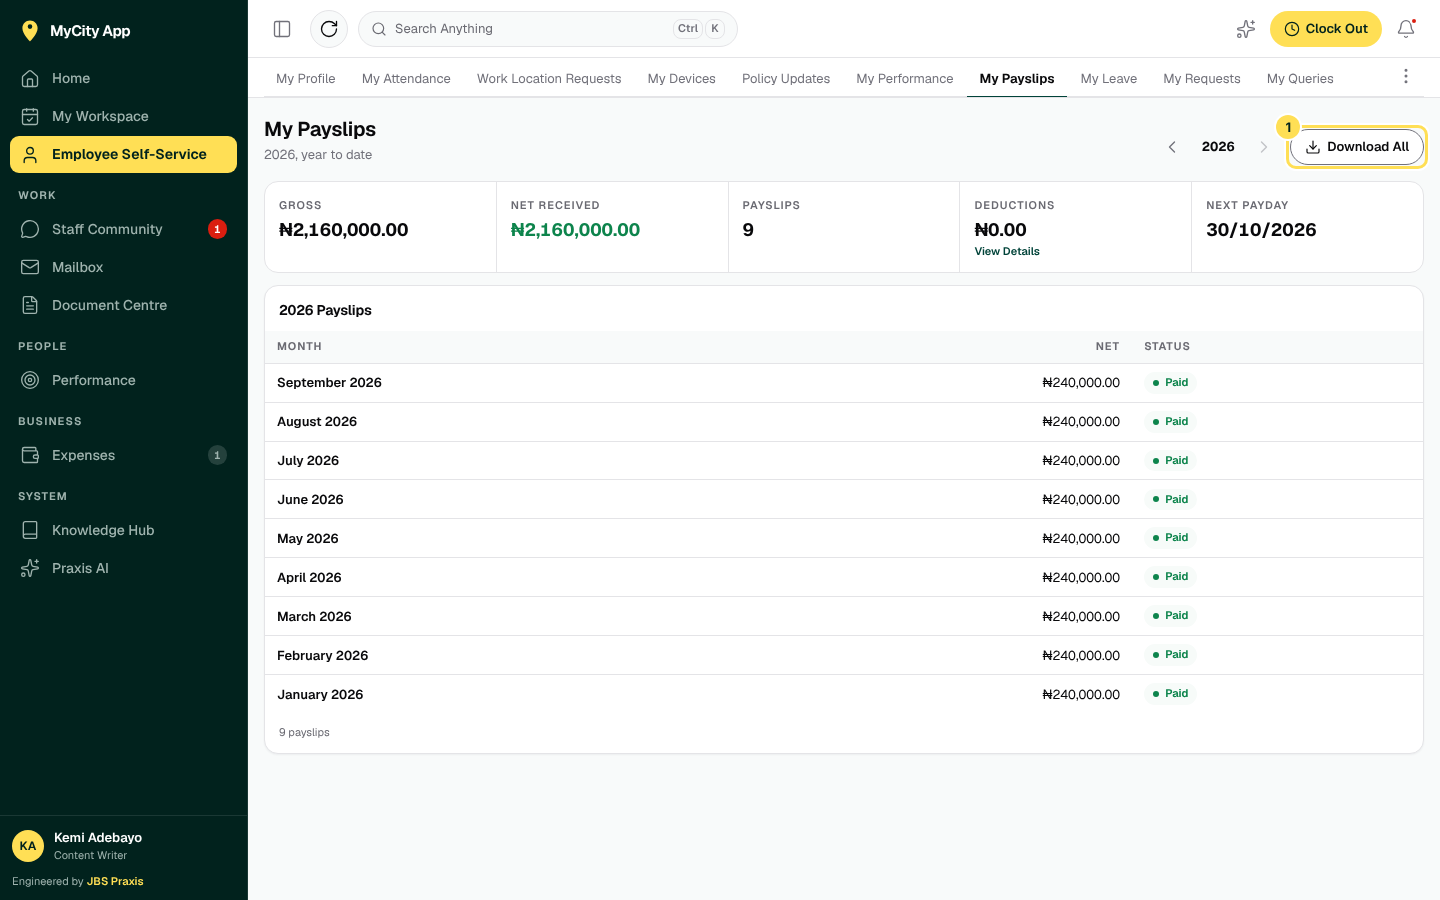 MyCity App
Home
My Workspace
Employee Self-Service
WORK
Staff Community 1
Mailbox
Document Centre
PEOPLE
Performance
BUSINESS
Expenses 1
SYSTEM
Knowledge Hub
Praxis AI
KA
Kemi Adebayo
Content Writer
Engineered by JBS Praxis
Search Anything Ctrl K
Clock Out
My Profile My Attendance Work Location Requests My Devices Policy Updates My Performance My Payslips My Leave My Requests My Queries
My Payslips
2026, year to date
2026
1
Download All
GROSS
₦2,160,000.00
NET RECEIVED
₦2,160,000.00
PAYSLIPS
9
DEDUCTIONS
₦0.00
View Details
NEXT PAYDAY
30/10/2026
2026 Payslips
MONTH NET STATUS
September 2026 ₦240,000.00 Paid
August 2026 ₦240,000.00 Paid
July 2026 ₦240,000.00 Paid
June 2026 ₦240,000.00 Paid
May 2026 ₦240,000.00 Paid
April 2026 ₦240,000.00 Paid
March 2026 ₦240,000.00 Paid
February 2026 ₦240,000.00 Paid
January 2026 ₦240,000.00 Paid
9 payslips